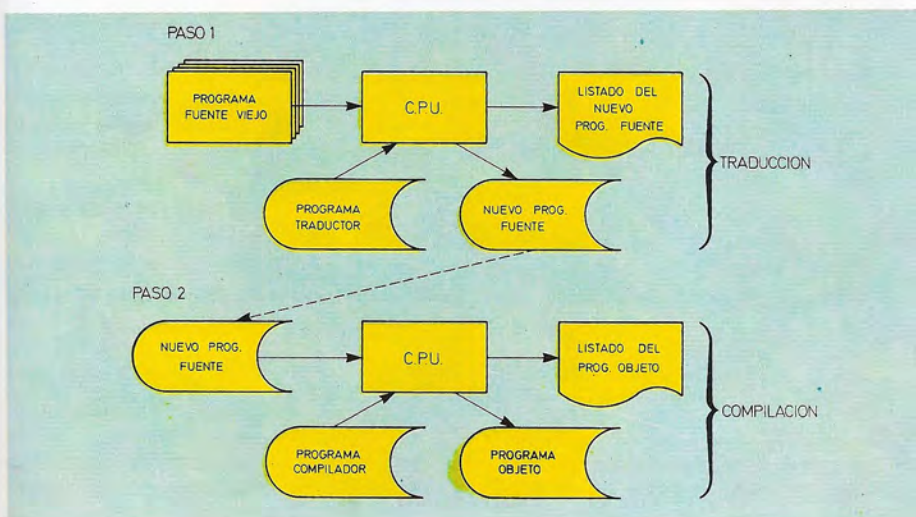 PASO 1
PROGRAMA
FUENTE VIEJO
C.P.U.
LISTADO DEL
NUEVO
PROG. FUENTE
TRADUCCION
PROGRAMA
TRADUCTOR
NUEVO PROG.
FUENTE
PASO 2
NUEVO PROG.
FUENTE
C.P.U.
LISTADO DEL
PROG. OBJETO
COMPILACION
PROGRAMA
COMPILADOR
PROGRAMA
OBJETO